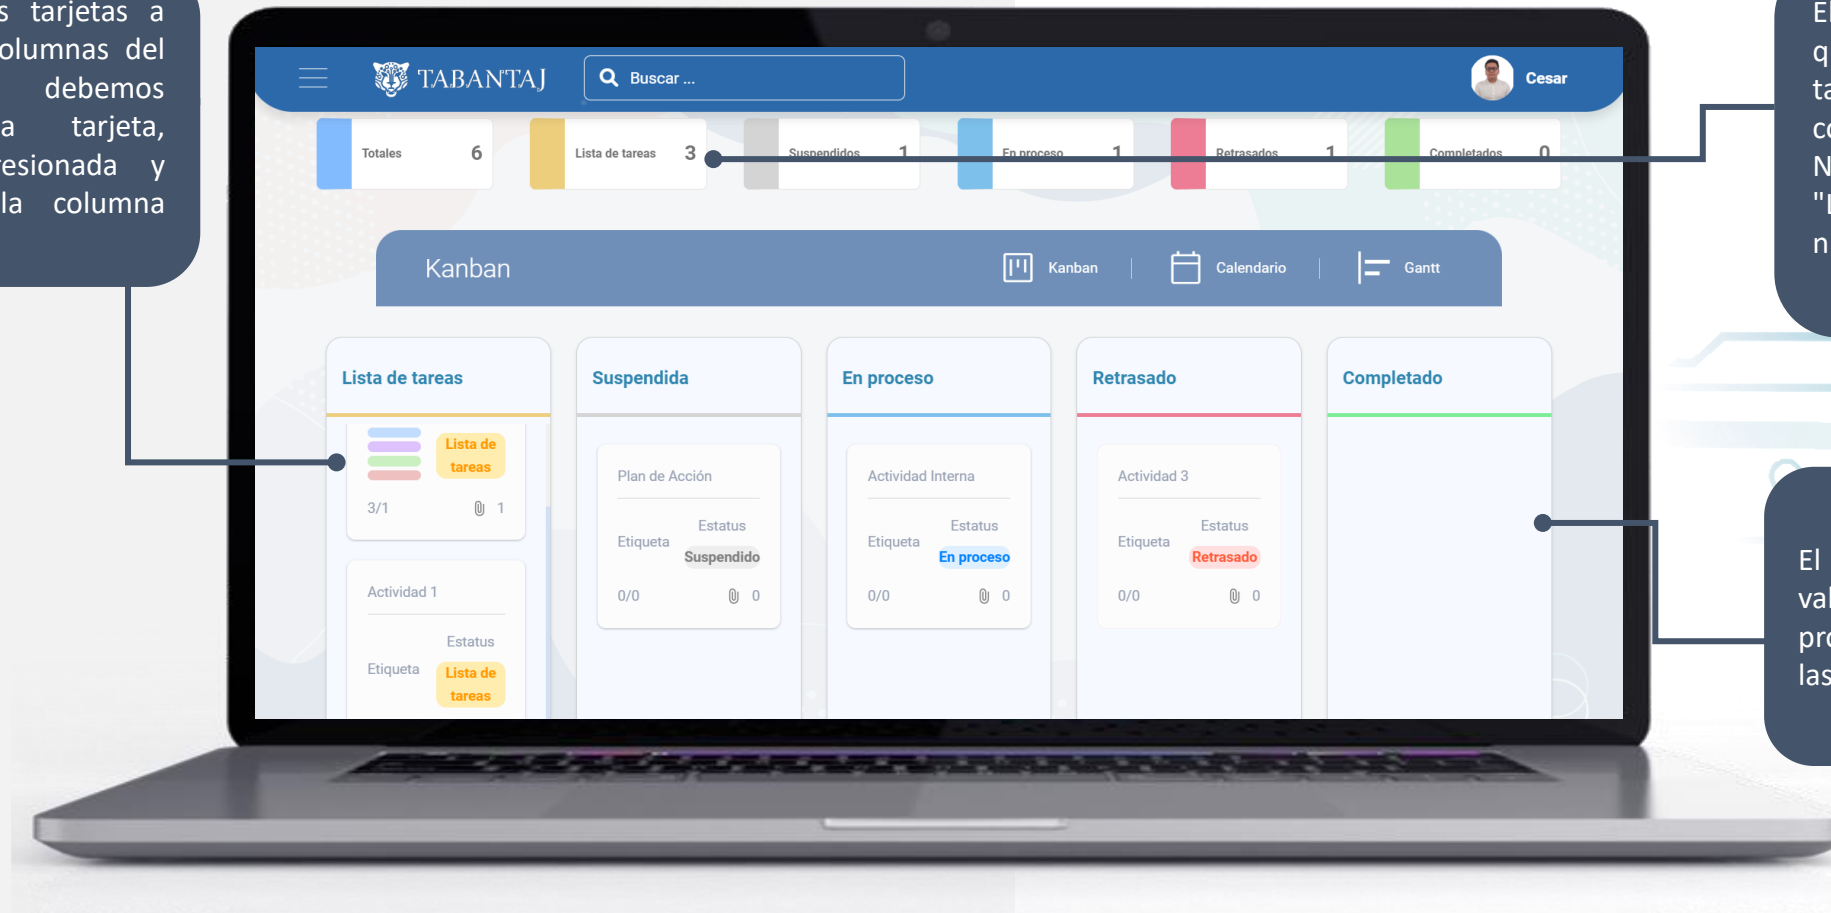 tarjetas a
del
debemos
tarjeta,
y
la columna
TABANTAJ
Buscar ...
Cesar
Totales 6
Lista de tareas 3
Suspendidos 1
En proceso 1
Retrasados 1
Completados 0
Kanban
Kanban
Calendario
Gantt
Lista de tareas
Lista de
tareas
3/1 1
Actividad 1
Estatus
Etiqueta
Lista de
tareas
Suspendida
Plan de Acción
Estatus
Etiqueta
Suspendido
0/0 0
En proceso
Actividad Interna
Estatus
Etiqueta
En proceso
0/0 0
Retrasado
Actividad 3
Estatus
Etiqueta
Retrasado
0/0 0
Completado
El
las